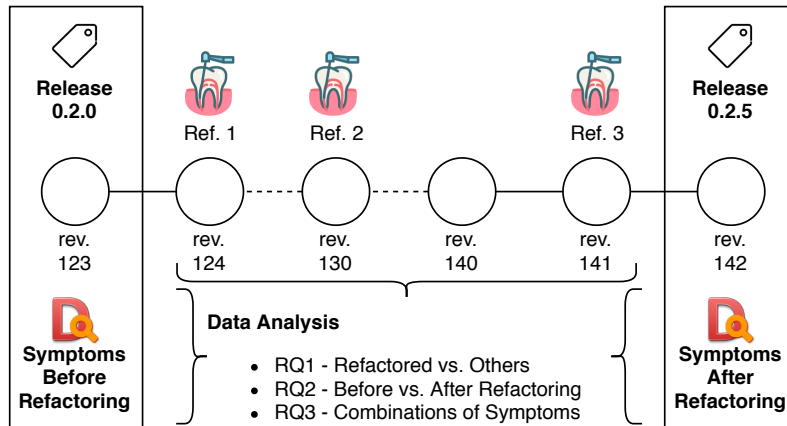 Release
0.2.0
Release
0.2.5
Ref. 1
Ref. 2
Ref. 3
rev.
123
rev.
124
rev.
130
rev.
140
rev.
141
rev.
142
D
Symptoms
Before
Refactoring
Data Analysis
• RQ1 - Refactored vs. Others
• RQ2 - Before vs. After Refactoring
• RQ3 - Combinations of Symptoms
D
Symptoms
After
Refactoring